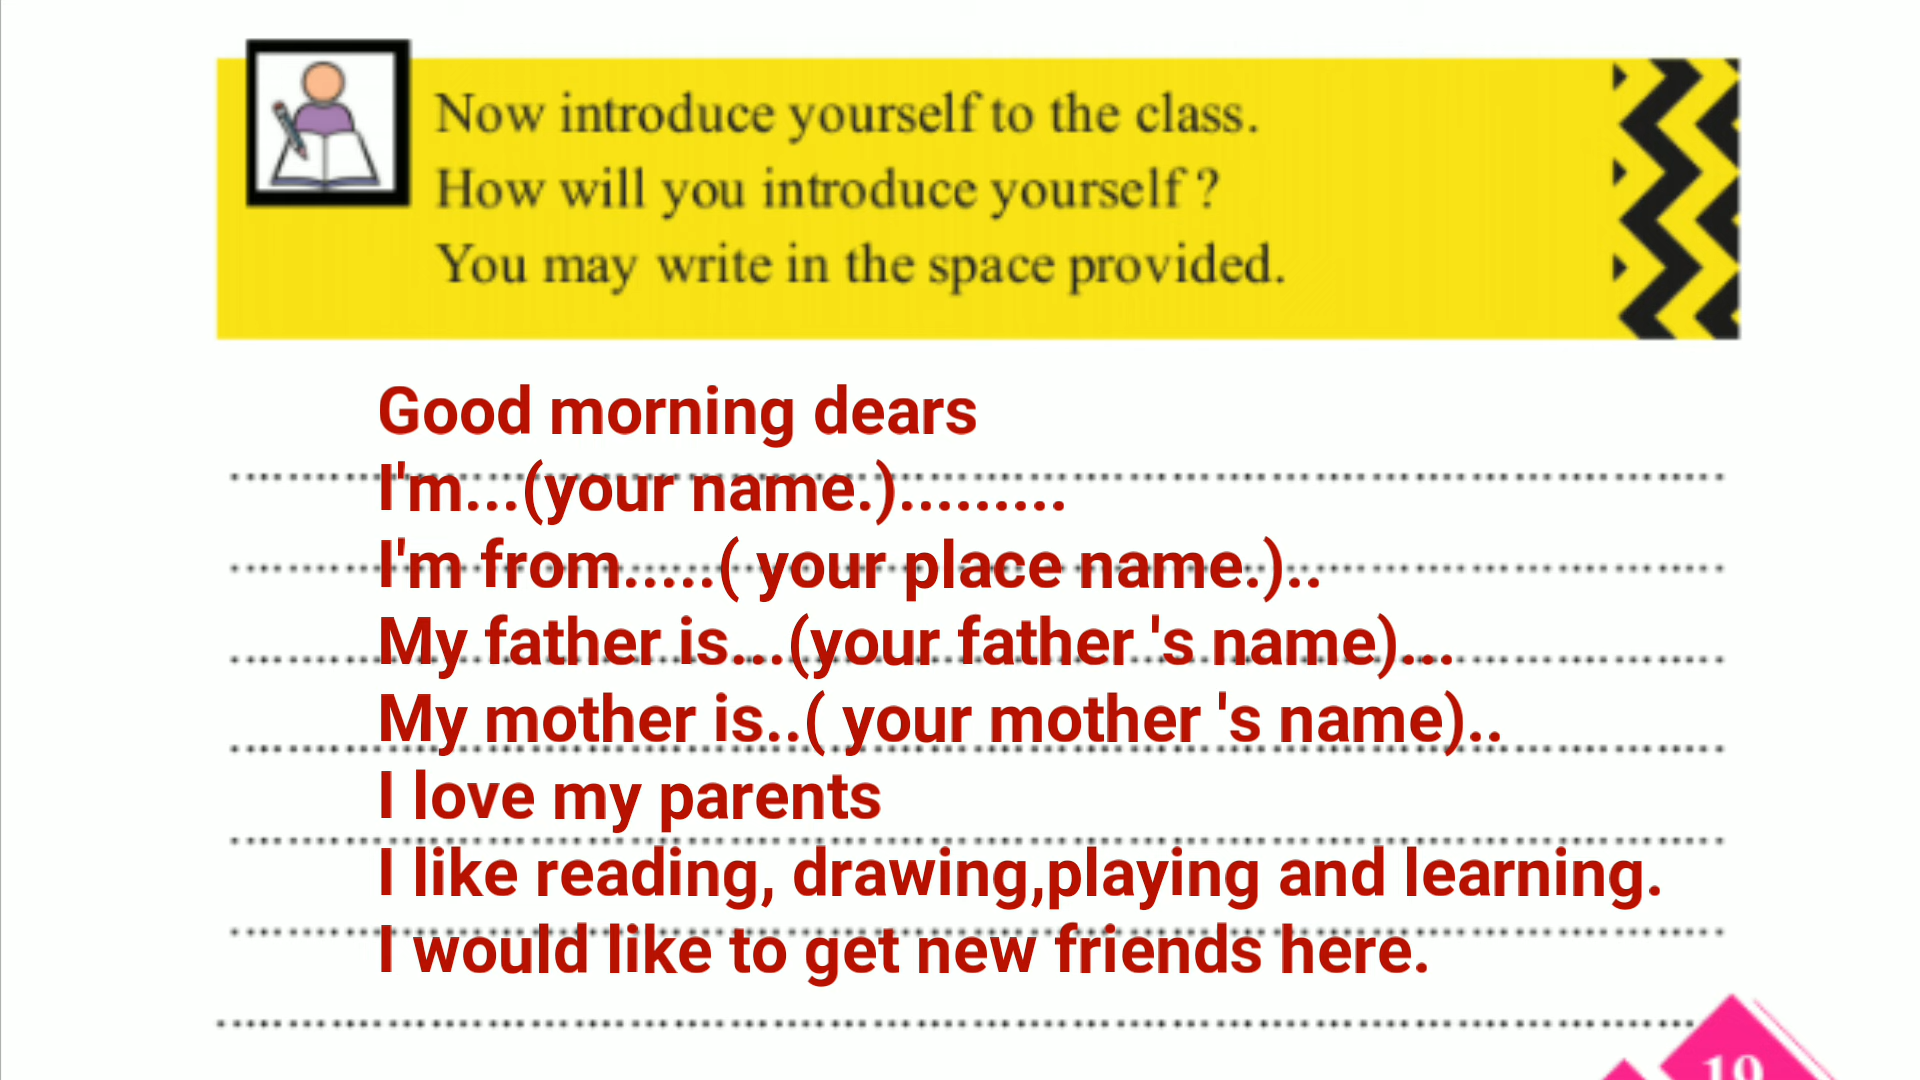 Now introduce yourself to the class.
How will you introduce yourself ?
You may write in the space provided.
Good morning dears
I'm...(your name.).........
I'm from.....( your place name.)..
My father is...(your father 's name)...
My mother is..( your mother 's name)..
I love my parents
I like reading, drawing,playing and learning.
I would like to get new friends here.
19